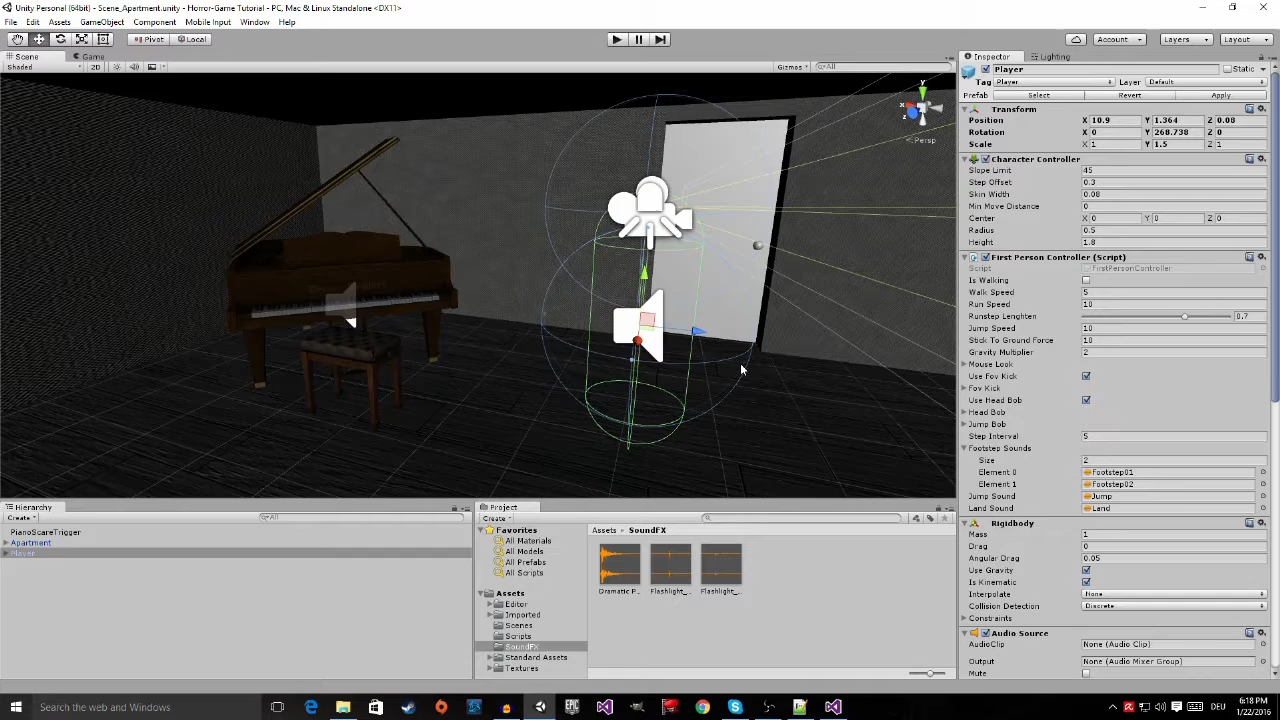 Unity Personal (64bit) - Scene_Apartment.unity - Horror-Game Tutorial - PC, Mac & Linux Standalone <DX11>
File Edit Assets GameObject Component Mobile Input Window Help
Pivot Local Account Layers Layout
Scene Game
Shaded 2D Gizmos All
y
x
z
Persp
Inspector Lighting
Player Static
Tag Player Layer Default
Prefab Select Revert Apply
Transform
Position X 10.9 Y 1.364 Z 0.08
Rotation X 0 Y 268.738 Z 0
Scale X 1 Y 1.5 Z 1
Character Controller
Slope Limit 45
Step Offset 0.3
Skin Width 0.08
Min Move Distance 0
Center X 0 Y 0 Z 0
Radius 0.5
Height 1.8
First Person Controller (Script)
Script FirstPersonController
Is Walking
Walk Speed 5
Run Speed 10
Runstep Lenghten 0.7
Jump Speed 10
Stick To Ground Force 10
Gravity Multiplier 2
Mouse Look
Use Fov Kick
Fov Kick
Use Head Bob
Head Bob
Jump Bob
Step Interval 5
Footstep Sounds
Size 2
Element 0 Footstep01
Element 1 Footstep02
Jump Sound Jump
Land Sound Land
Rigidbody
Mass 1
Drag 0
Angular Drag 0.05
Use Gravity
Is Kinematic
Interpolate None
Collision Detection Discrete
Constraints
Audio Source
AudioClip None (Audio Clip)
Output None (Audio Mixer Group)
Mute
Hierarchy
Create All
PianoScareTrigger
Apartment
Player
Project
Create
Favorites
All Materials
All Models
All Prefabs
All Scripts
Assets
Editor
Imported
Scenes
Scripts
SoundFX
Standard Assets
Textures
Assets SoundFX
Dramatic P... Flashlight_... Flashlight_...
Search the web and Windows
DEU
6:18 PM
1/22/2016